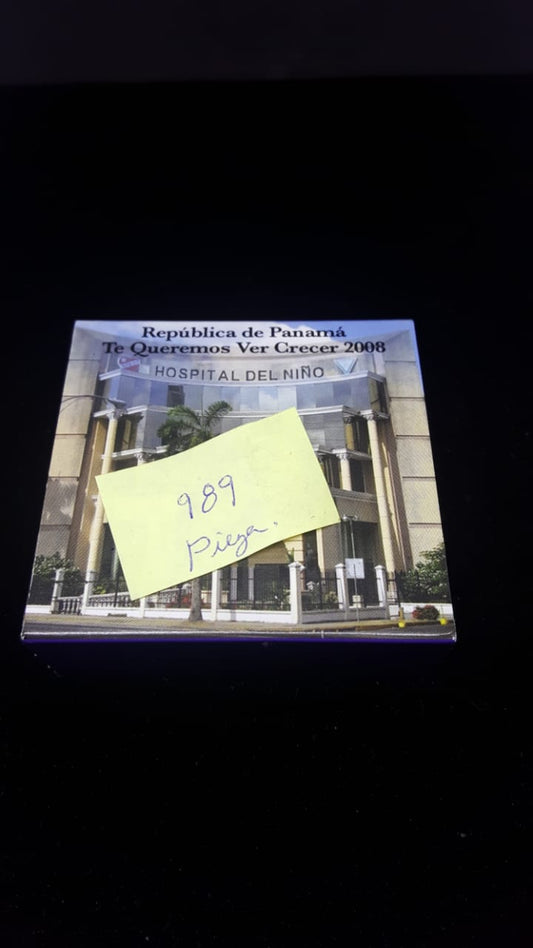 República de Panamá
Te Queremos Ver Crecer 2008
HOSPITAL DEL NIÑO
989
Pieza.